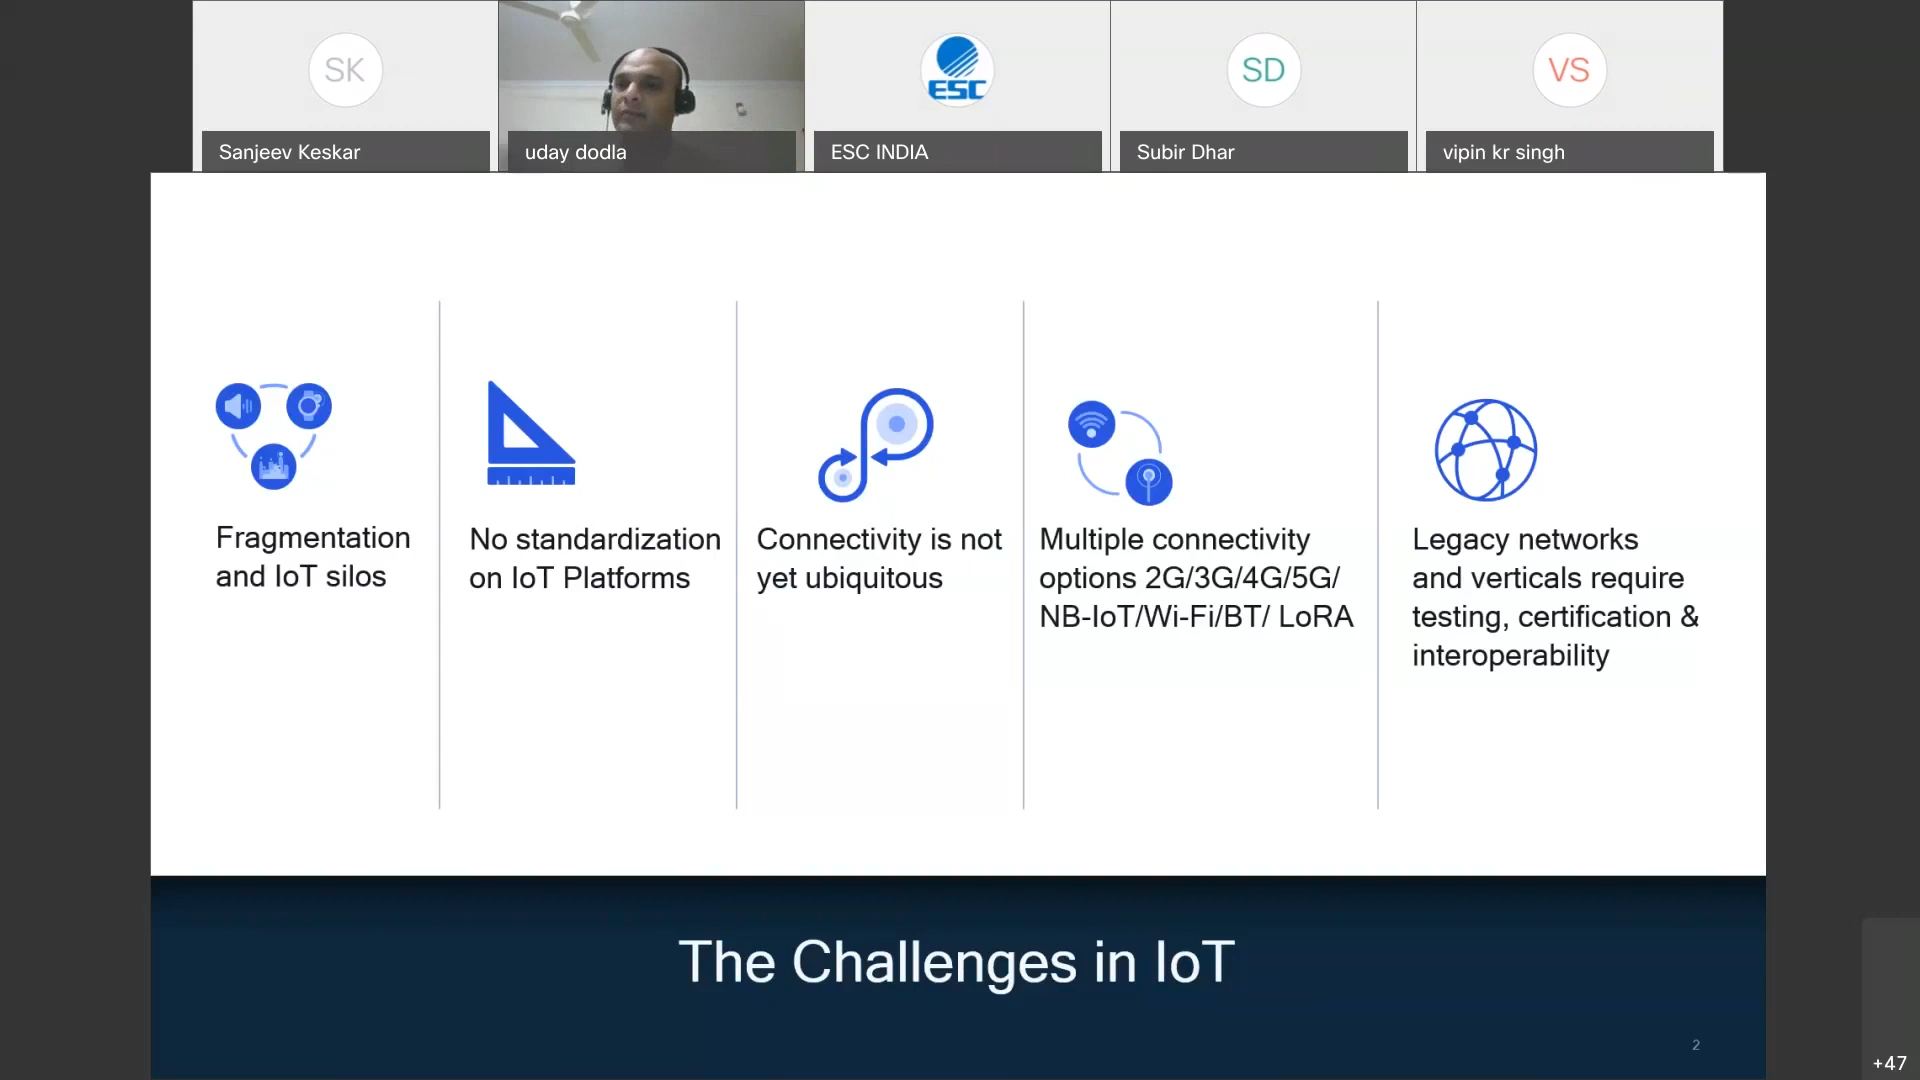 SK
ESC
SD
VS
Sanjeev Keskar
uday dodla
ESC INDIA
Subir Dhar
vipin kr singh
Fragmentation
and IoT silos
No standardization
on IoT Platforms
Connectivity is not
yet ubiquitous
Multiple connectivity
options 2G/3G/4G/5G/
NB-IoT/Wi-Fi/BT/ LoRA
Legacy networks
and verticals require
testing, certification &
interoperability
The Challenges in IoT
2
+47